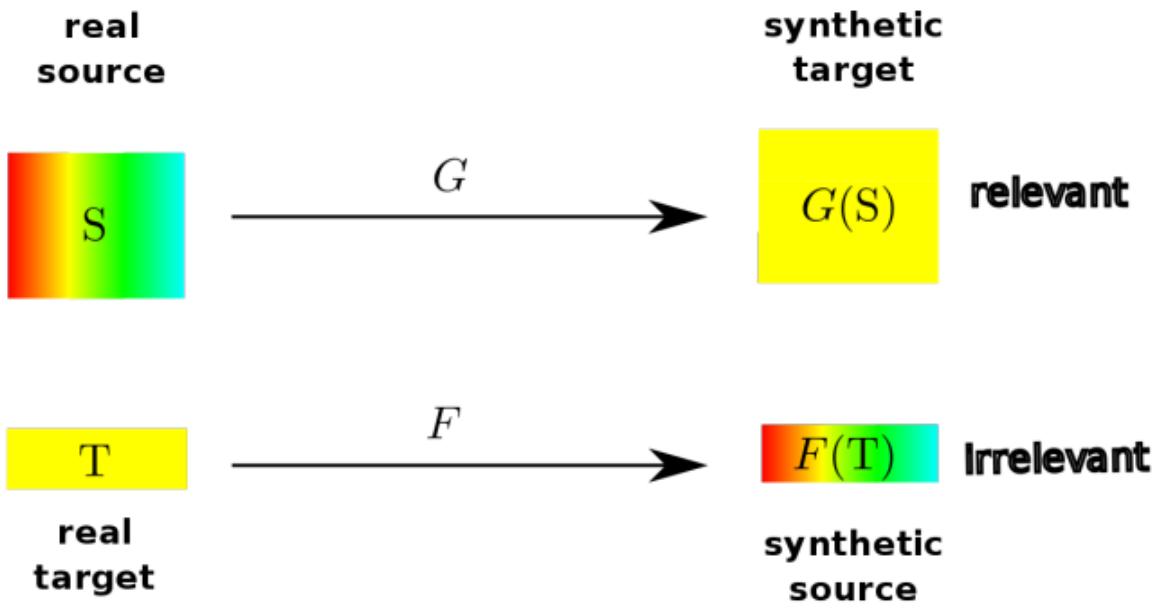 real
source
synthetic
target
S
G
G(S)
relevant
T
F
F(T)
Irrelevant
real
target
synthetic
source